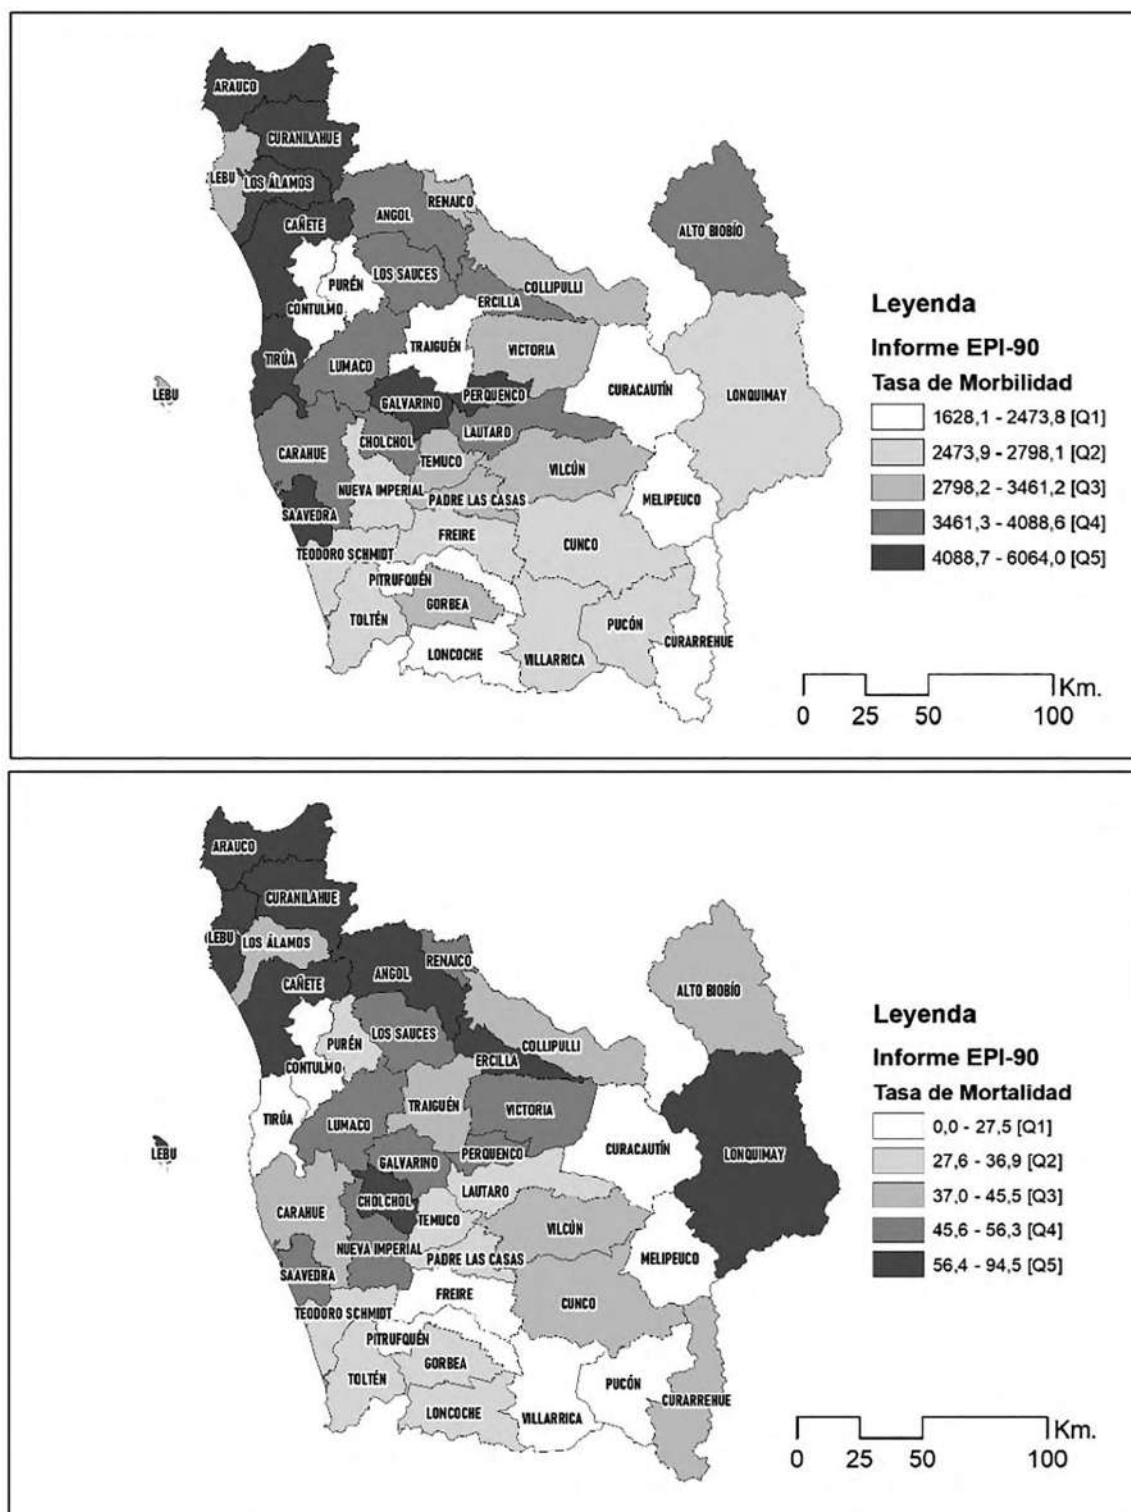 ARAUCO
CURANILAHUE
LEBU
LOS ÁLAMOS
RENAICO
ANGOL
CAÑETE
ALTO BIOBÍO
LOS SAUCES
PURÉN
COLLIPULLI
ERCILLA
CONTULMO
TRAIGUÉN
VICTORIA
TIRÚA
LUMACO
LEBU
PERQUENCO
CURACAUTÍN
LONQUIMAY
GALVARINO
LAUTARO
CHOLCHOL
CARAHUE
TEMUCO
VILCÚN
NUEVA IMPERIAL
PADRE LAS CASAS
MELIPEUCO
SAAVEDRA
FREIRE
CUNCO
TEODORO SCHMIDT
PITRUFQUÉN
GORBEA
TOLTÉN
PUCÓN
CURARREHUE
LONCOCHE
VILLARRICA
Leyenda
Informe EPI-90
Tasa de Morbilidad
1628,1 - 2473,8 [Q1]
2473,9 - 2798,1 [Q2]
2798,2 - 3461,2 [Q3]
3461,3 - 4088,6 [Q4]
4088,7 - 6064,0 [Q5]
Km.
0 25 50 100
ARAUCO
CURANILAHUE
LEBU
LOS ÁLAMOS
RENAICO
ANGOL
CAÑETE
ALTO BIOBÍO
LOS SAUCES
PURÉN
COLLIPULLI
ERCILLA
CONTULMO
TRAIGUÉN
VICTORIA
TIRÚA
LUMACO
LEBU
PERQUENCO
CURACAUTÍN
LONQUIMAY
GALVARINO
LAUTARO
CHOLCHOL
CARAHUE
TEMUCO
VILCÚN
NUEVA IMPERIAL
PADRE LAS CASAS
MELIPEUCO
SAAVEDRA
FREIRE
CUNCO
TEODORO SCHMIDT
PITRUFQUÉN
GORBEA
TOLTÉN
PUCÓN
CURARREHUE
LONCOCHE
VILLARRICA
Leyenda
Informe EPI-90
Tasa de Mortalidad
0,0 - 27,5 [Q1]
27,6 - 36,9 [Q2]
37,0 - 45,5 [Q3]
45,6 - 56,3 [Q4]
56,4 - 94,5 [Q5]
Km.
0 25 50 100